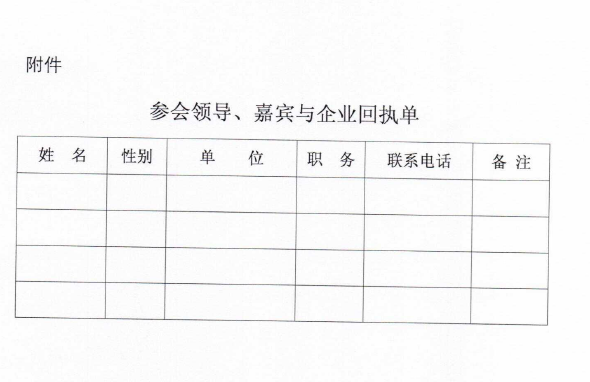 附件
参会领导、嘉宾与企业回执单
姓 名 性别 单 位 职 务 联系电话 备 注